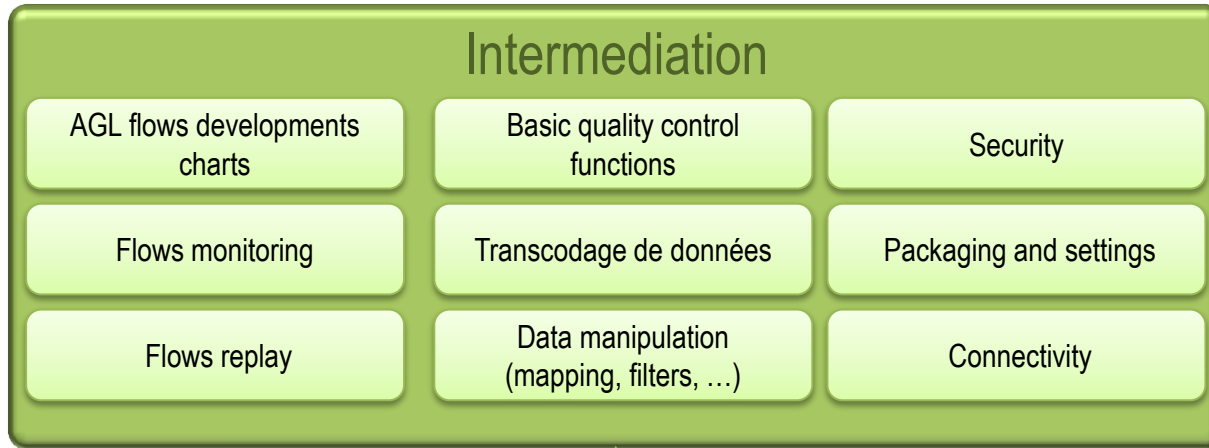 Intermediation
AGL flows developments
charts
Basic quality control
functions
Security
Flows monitoring
Transcodage de données
Packaging and settings
Flows replay
Data manipulation
(mapping, filters, …)
Connectivity